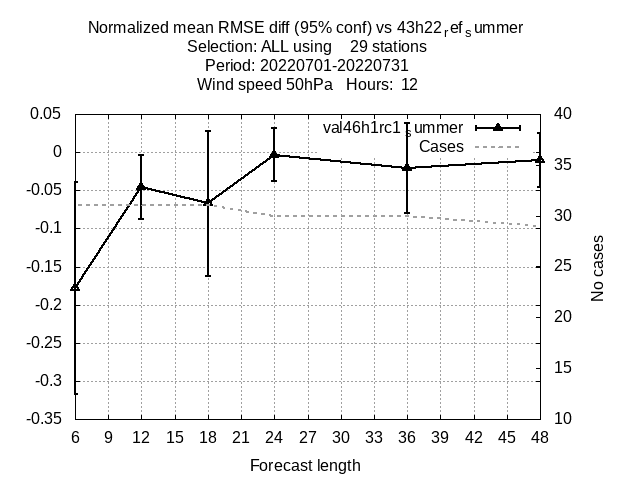 Normalized mean RMSE diff (95% conf) vs 43h22refsummer
Selection: ALL using 29 stations
Period: 20220701-20220731
Wind speed 50hPa Hours: 12
0.05
0
-0.05
-0.1
-0.15
-0.2
-0.25
-0.3
-0.35
val46h1rc1summer
Cases
40
35
30
25
20
15
10
No cases
6 9 12 15 18 21 24 27 30 33 36 39 42 45 48
Forecast length